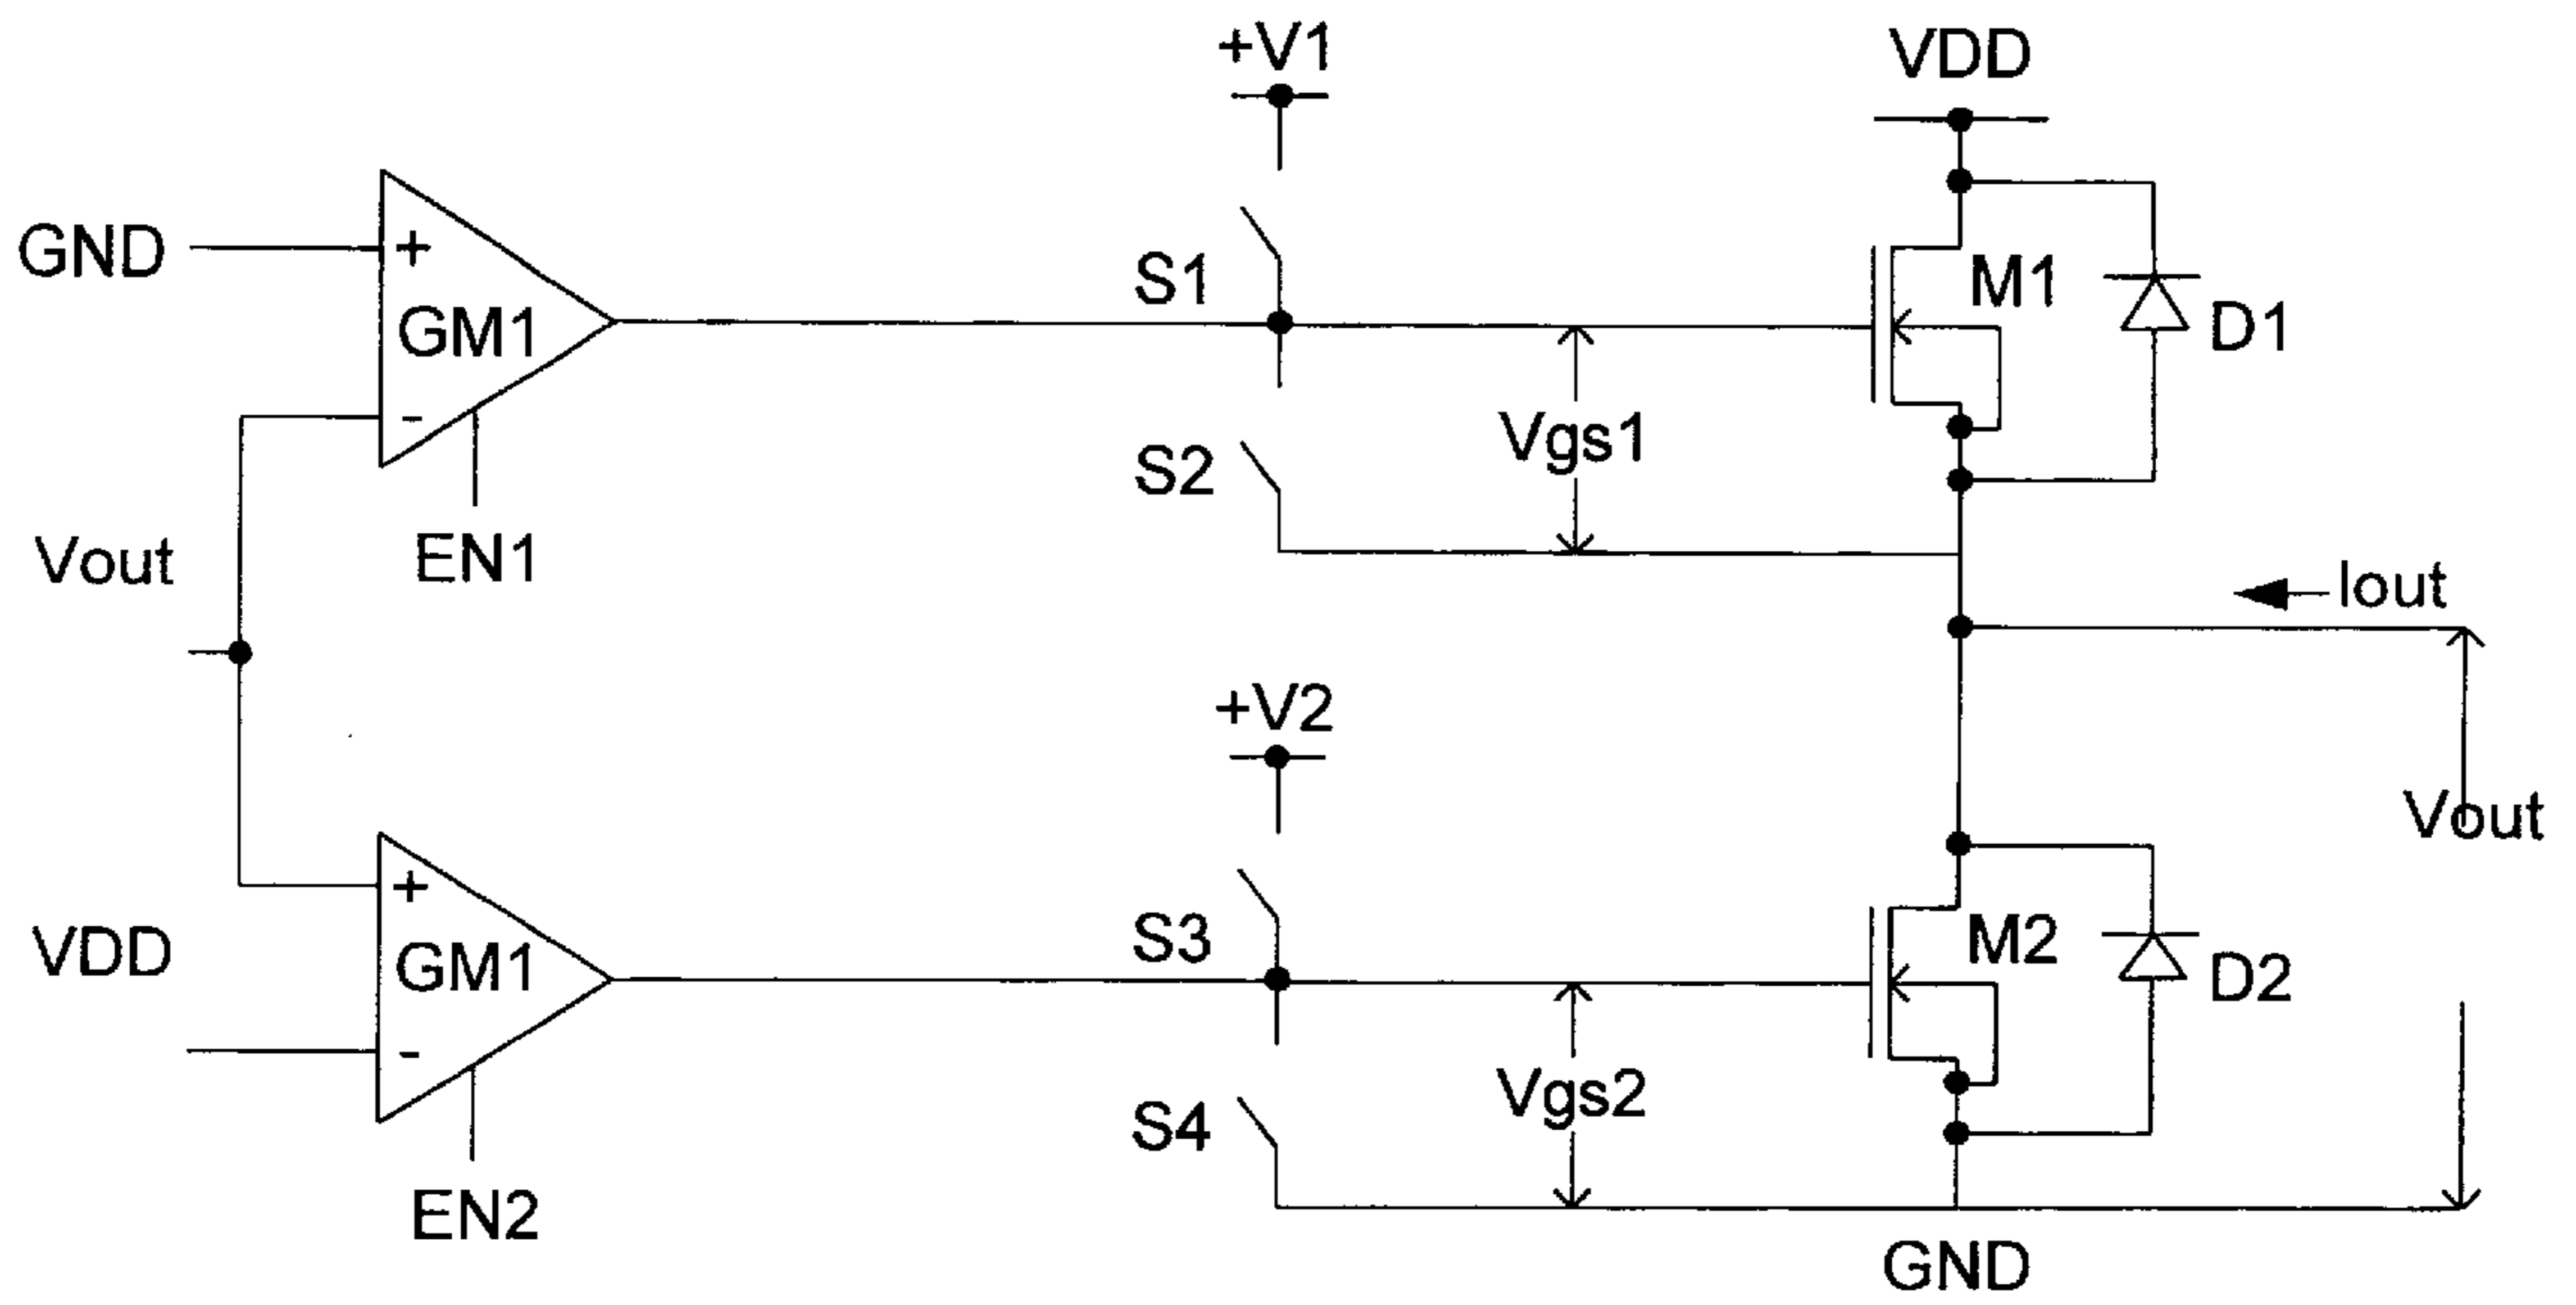 +V1
VDD
GND
+
GM1
-
EN1
S1
S2
Vgs1
M1
D1
Vout
Iout
+V2
Vout
+
GM1
-
VDD
EN2
S3
S4
Vgs2
M2
D2
GND